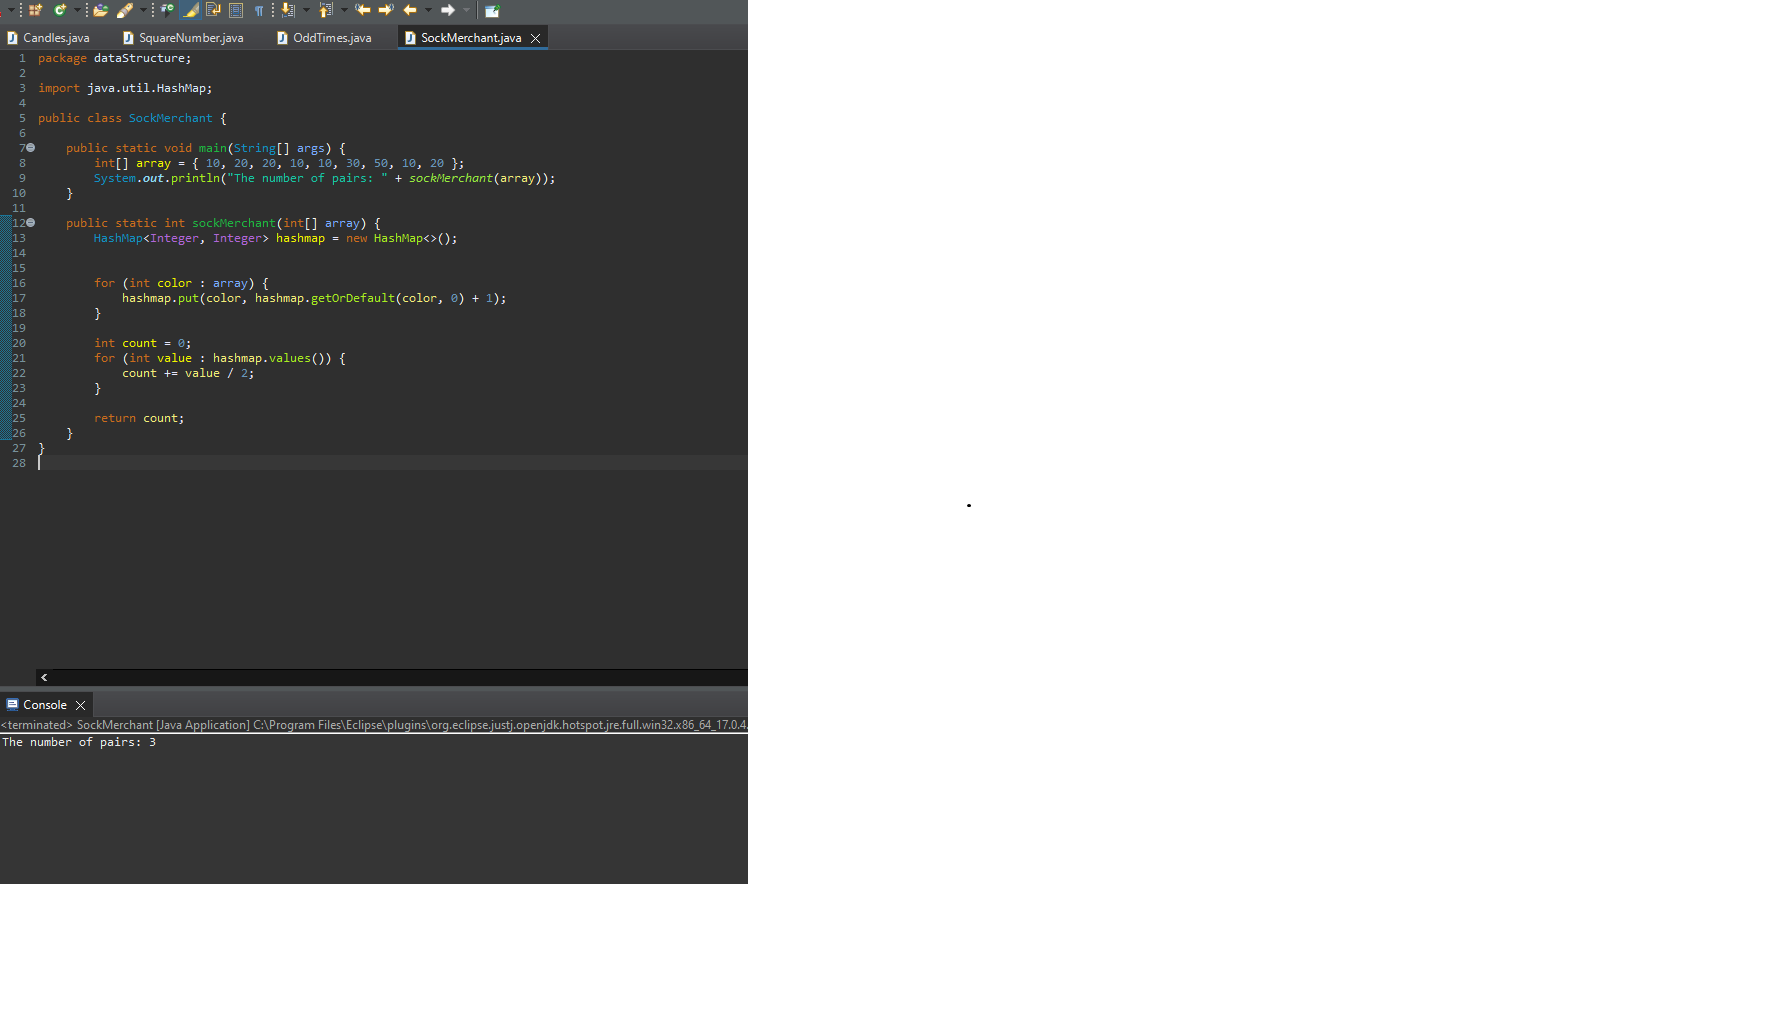 Candles.java SquareNumber.java OddTimes.java SockMerchant.java
1 package dataStructure;
2
3 import java.util.HashMap;
4
5 public class SockMerchant {
6
7 public static void main(String[] args) {
8 int[] array = { 10, 20, 20, 10, 10, 30, 50, 10, 20 };
9 System.out.println("The number of pairs: " + sockMerchant(array));
10 }
11
12 public static int sockMerchant(int[] array) {
13 HashMap<Integer, Integer> hashmap = new HashMap<>();
14
15
16 for (int color : array) {
17 hashmap.put(color, hashmap.getOrDefault(color, 0) + 1);
18 }
19
20 int count = 0;
21 for (int value : hashmap.values()) {
22 count += value / 2;
23 }
24
25 return count;
26 }
27 }
28
Console
<terminated> SockMerchant [Java Application] C:\Program Files\Eclipse\plugins\org.eclipse.justj.openjdk.hotspot.jre.full.win32.x86_64_17.0.4.
The number of pairs: 3